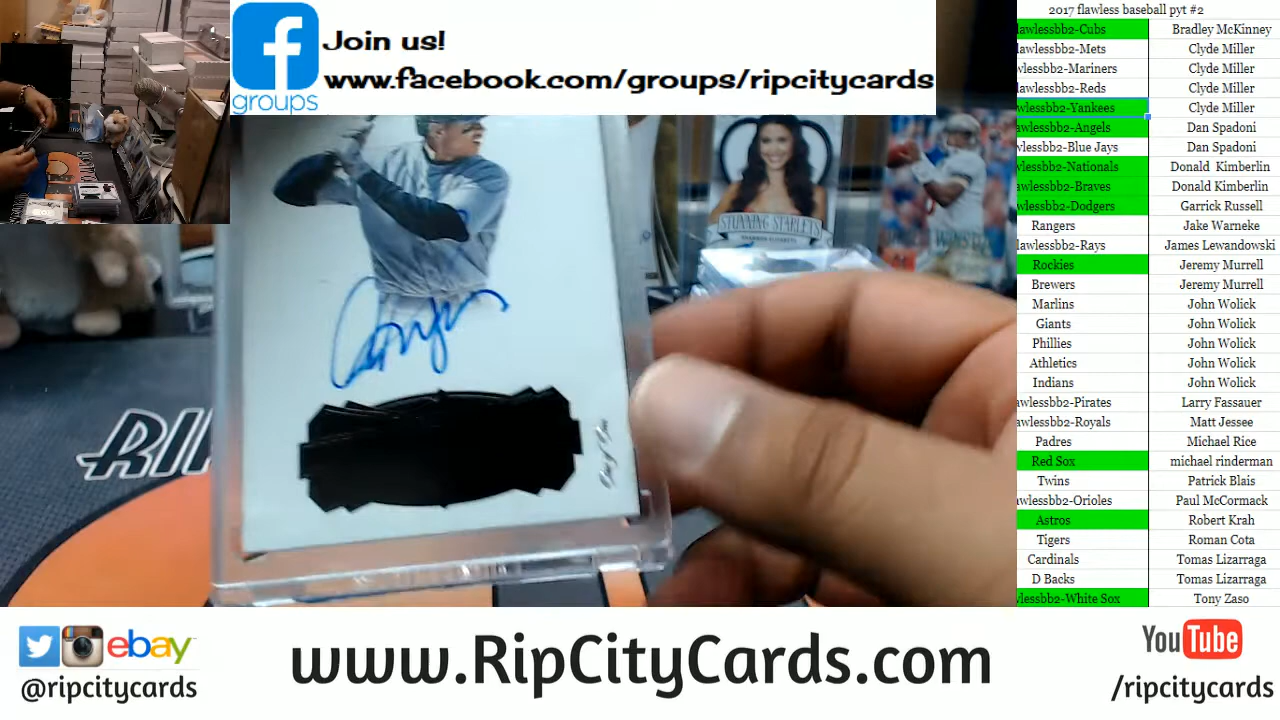 Join us!
groups
www.facebook.com/groups/ripcitycards
STUNNING STARLETS
RI
2017 flawless baseball pyt #2
lawlessbb2-Cubs Bradley McKinney
lawlessbb2-Mets Clyde Miller
wlessbb2-Mariners Clyde Miller
lawlessbb2-Reds Clyde Miller
wlessbb2-Yankees Clyde Miller
awlessbb2-Angels Dan Spadoni
wlessbb2-Blue Jays Dan Spadoni
wlessbb2-Nationals Donald Kimberlin
awlessbb2-Braves Donald Kimberlin
wlessbb2-Dodgers Garrick Russell
Rangers Jake Warneke
lawlessbb2-Rays James Lewandowski
Rockies Jeremy Murrell
Brewers Jeremy Murrell
Marlins John Wolick
Giants John Wolick
Phillies John Wolick
Athletics John Wolick
Indians John Wolick
awlessbb2-Pirates Larry Fassauer
awlessbb2-Royals Matt Jessee
Padres Michael Rice
Red Sox michael rinderman
Twins Patrick Blais
wlessbb2-Orioles Paul McCormack
Astros Robert Krah
Tigers Roman Cota
Cardinals Tomas Lizarraga
D Backs Tomas Lizarraga
lessbb2-White Sox Tony Zaso
ebay
@ripcitycards
www.RipCityCards.com
YouTube
/ripcitycards